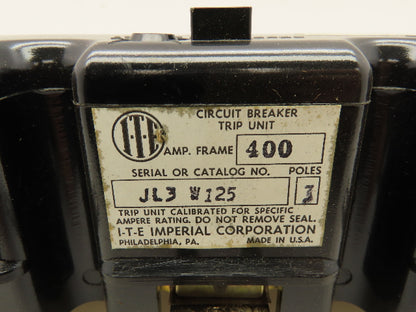 I-T-E
CIRCUIT BREAKER
TRIP UNIT
AMP. FRAME 400
SERIAL OR CATALOG NO. POLES
JL3 W125 3
TRIP UNIT CALIBRATED FOR SPECIFIC
AMPERE RATING. DO NOT REMOVE SEAL.
I-T-E IMPERIAL CORPORATION
PHILADELPHIA, PA. MADE IN U.S.A.